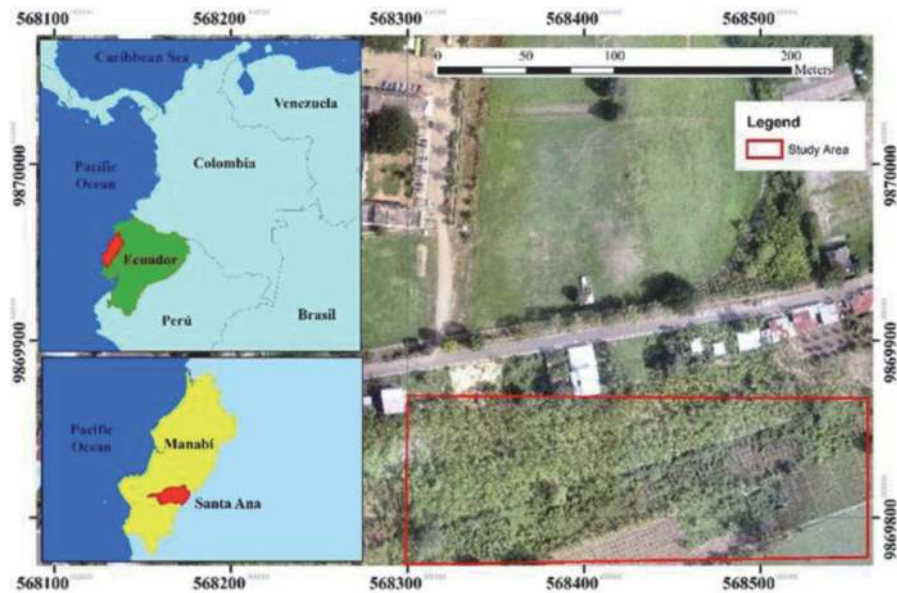 568100 568200 568300 568400 568500
Caribbean Sea
Venezuela
Colombia
Pacific
Ocean
Ecuador
Perú
Brasil
0 50 100 200
Meters
Legend
Study Area
9870000 9870000
9869900 9869900
Pacific
Ocean
Manabí
Santa Ana
9869800 9869800
568100 568200 568300 568400 568500